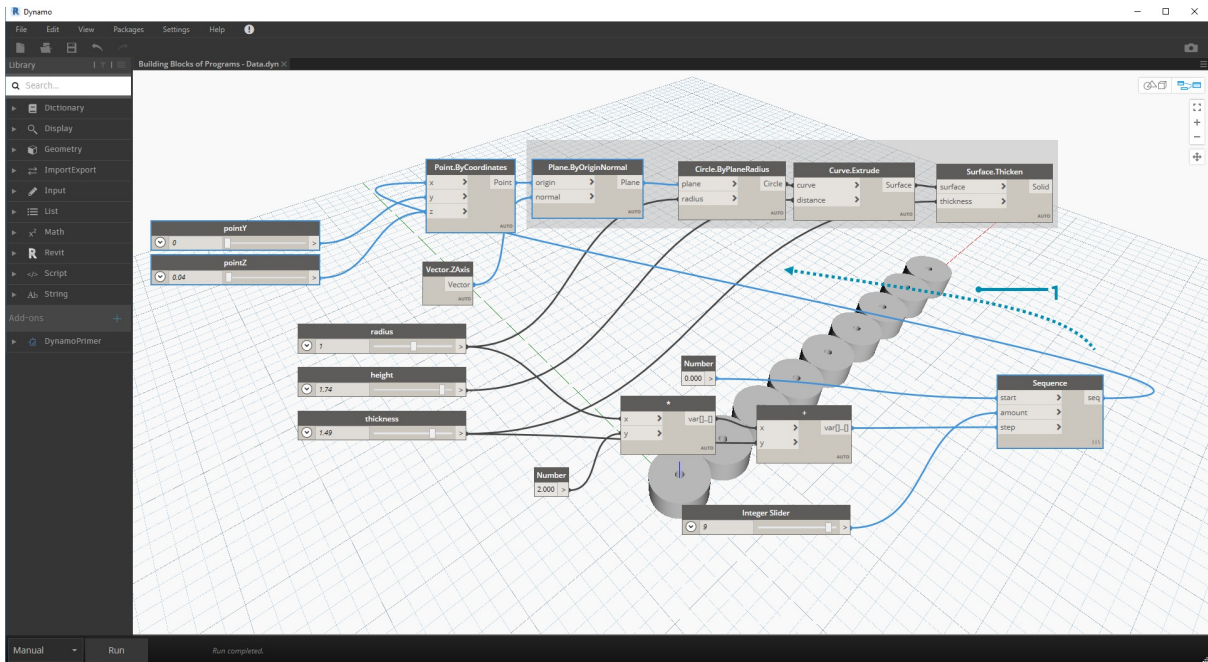 Dynamo
File Edit View Packages Settings Help
Library
Building Blocks of Programs - Data.dyn
Search...
Dictionary
Display
Geometry
ImportExport
Input
List
Math
Revit
Script
String
Add-ons
DynamoPrimer
Point.ByCoordinates
x > Point
y >
z >
AUTO
Plane.ByOriginNormal
origin > Plane
normal >
AUTO
Circle.ByPlaneRadius
plane > Circle
radius >
AUTO
Curve.Extrude
curve > Surface
distance >
AUTO
Surface.Thicken
surface > Solid
thickness >
AUTO
pointY
0 >
pointZ
0.04 >
Vector.ZAxis
Vector
AUTO
1
radius
1 >
height
1.74 >
thickness
1.49 >
Number
0.000 >
*
x > var[]..[]
y >
AUTO
+
x > var[]..[]
y >
AUTO
Sequence
start > seq
amount >
step >
Number
2.000 >
Integer Slider
9 >
Manual Run Run completed.